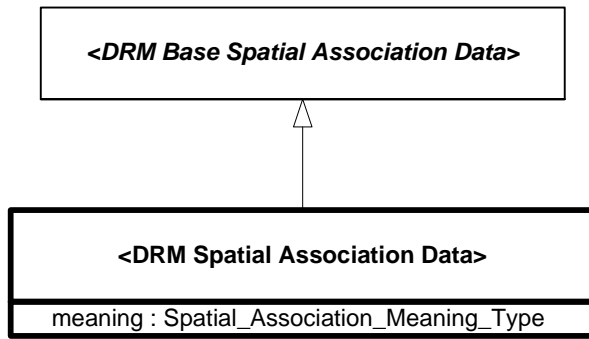 <DRM Base Spatial Association Data>
<DRM Spatial Association Data>
meaning : Spatial_Association_Meaning_Type